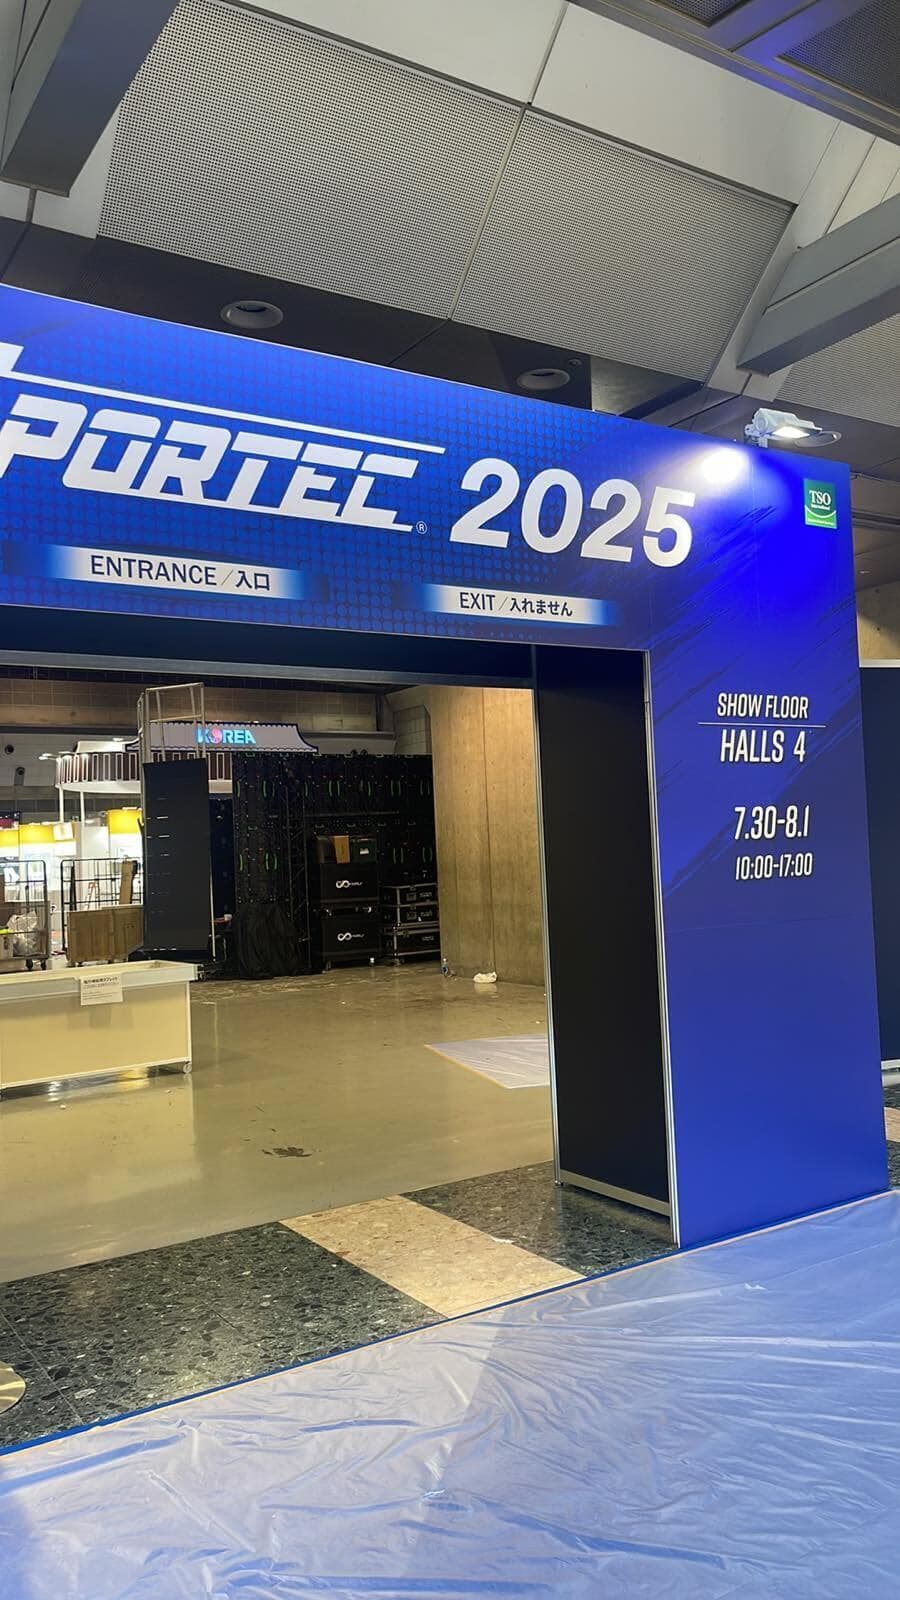 PORTEC® 2025
TSO
International
ENTRANCE / 入口
EXIT / 入れません
SHOW FLOOR
HALLS 4
7.30-8.1
10:00-17:00
KOREA